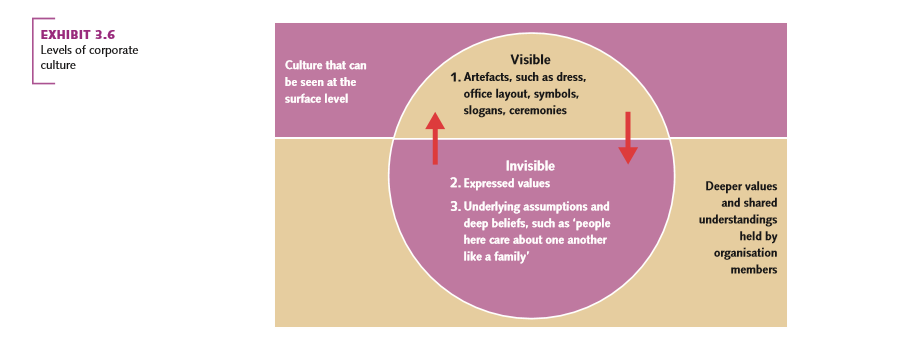 EXHIBIT 3.6
Levels of corporate
culture
Culture that can
be seen at the
surface level
Visible
1. Artefacts, such as dress,
office layout, symbols,
slogans, ceremonies
Invisible
2. Expressed values
3. Underlying assumptions and
deep beliefs, such as ‘people
here care about one another
like a family’
Deeper values
and shared
understandings
held by
organisation
members